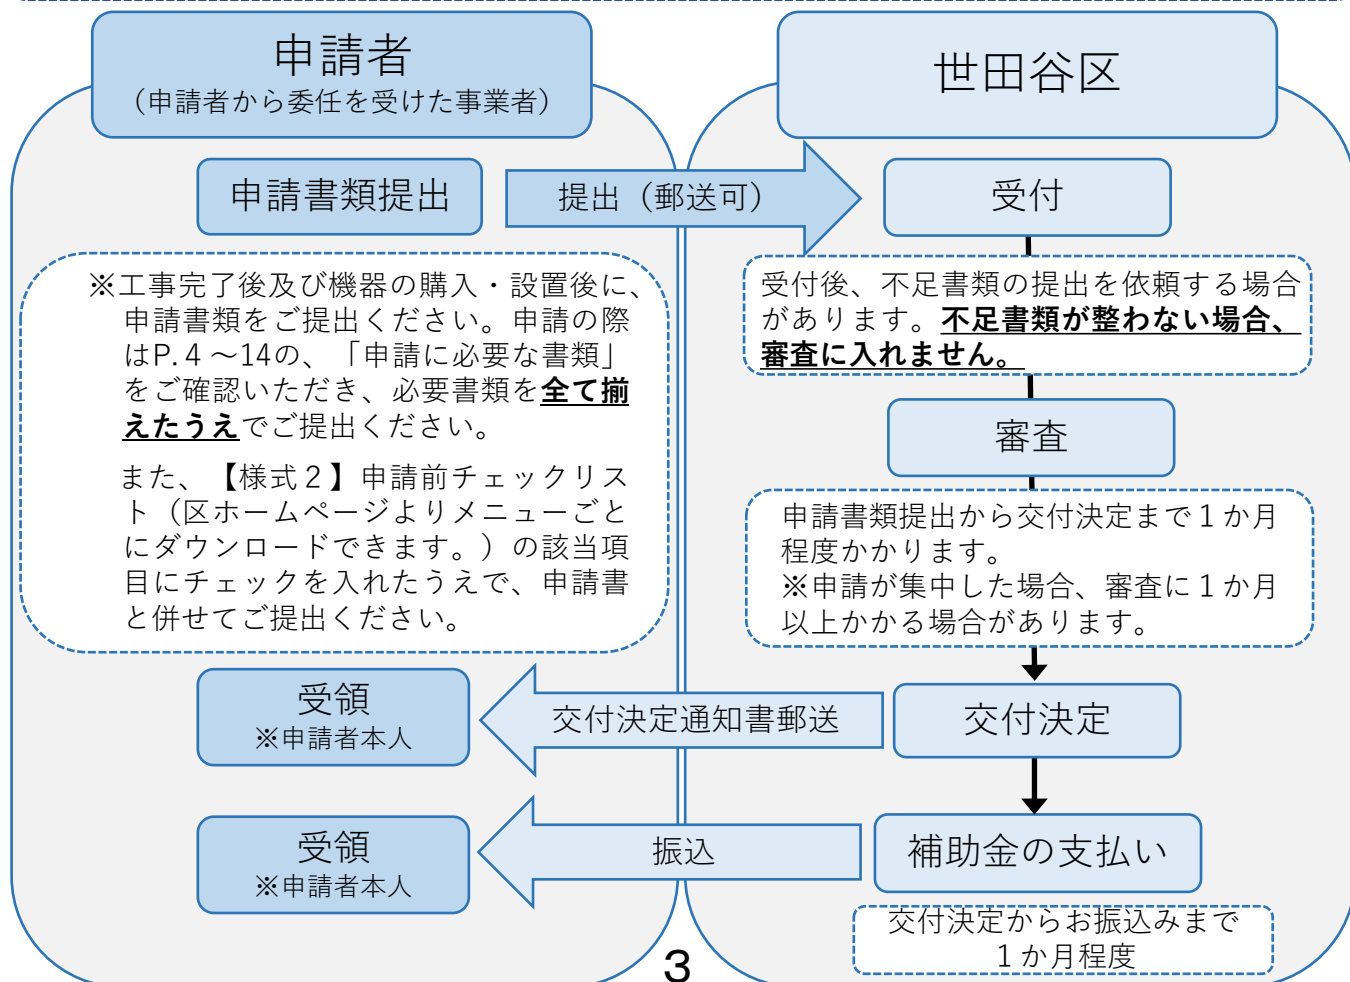 申請者
（申請者から委任を受けた事業者）
世田谷区
申請書類提出
提出（郵送可）
受付
※工事完了後及び機器の購入・設置後に、
申請書類をご提出ください。申請の際
はP.４～14の、「申請に必要な書類」
をご確認いただき、必要書類を全て揃
えたうえでご提出ください。
また、【様式２】申請前チェックリス
ト（区ホームページよりメニューごと
にダウンロードできます。）の該当項
目にチェックを入れたうえで、申請書
と併せてご提出ください。
受付後、不足書類の提出を依頼する場合
があります。不足書類が整わない場合、
審査に入れません。
審査
申請書類提出から交付決定まで１か月
程度かかります。
※申請が集中した場合、審査に１か月
以上かかる場合があります。
受領
※申請者本人
交付決定通知書郵送
交付決定
受領
※申請者本人
振込
補助金の支払い
交付決定からお振込みまで
１か月程度
3